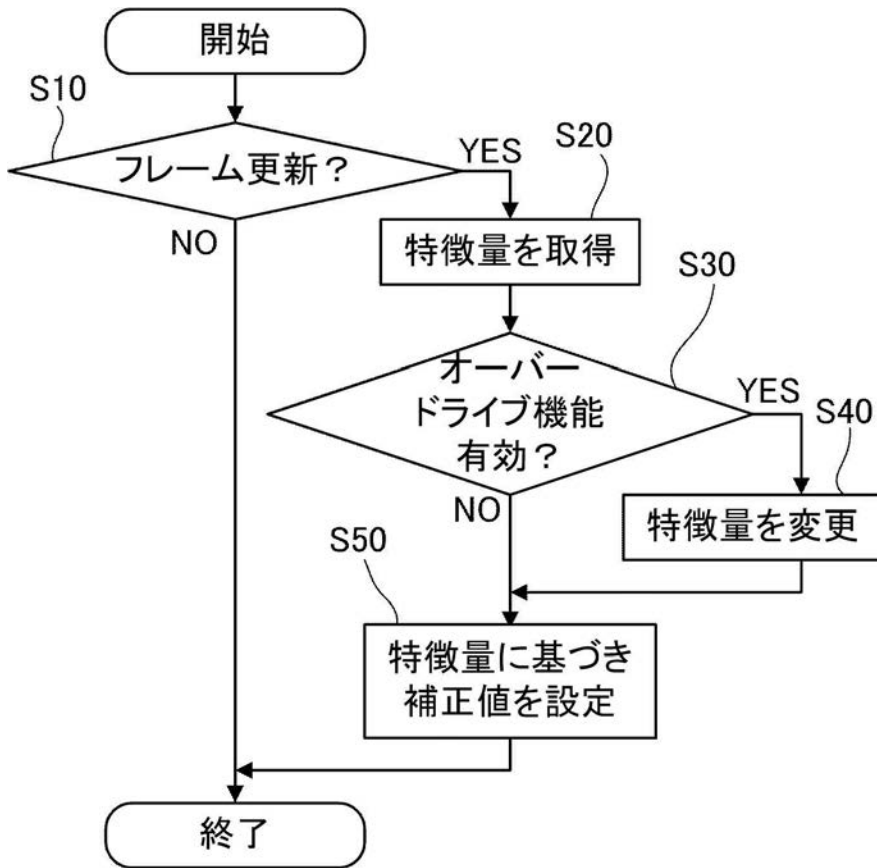 開始
S10
フレーム更新？
YES
NO
S20
特徴量を取得
S30
オーバー
ドライブ機能
有効？
YES
NO
S40
特徴量を変更
S50
特徴量に基づき
補正値を設定
終了